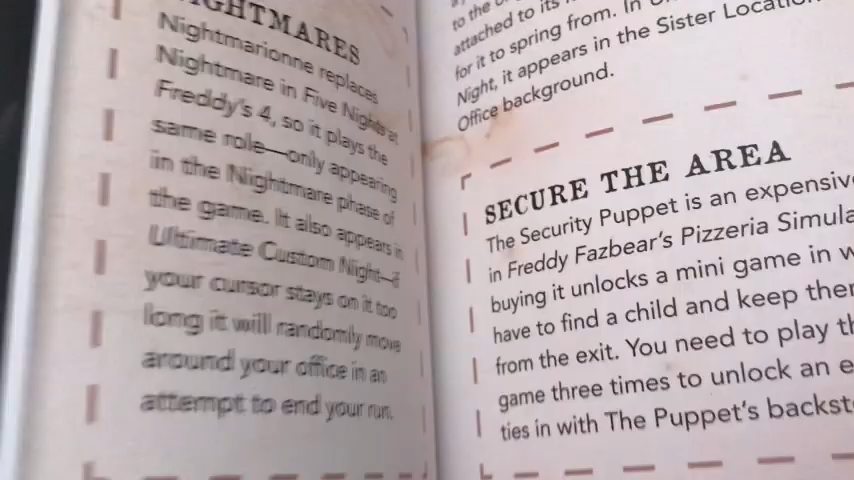 NIGHTMARES
Nightmarionne replaces
Nightmare in Five Nights at
Freddy's 4, so it plays the
same role—only appearing
in the Nightmare phase of
the game. It also appears in
Ultimate Custom Night—if
your cursor stays on it too
long it will randomly move
around your office in an
attempt to end your run.
to the
attached to its
for it to spring from. In
Night, it appears in the Sister Location
Office background.
SECURE THE AREA
The Security Puppet is an expensiv
in Freddy Fazbear's Pizzeria Simula
buying it unlocks a mini game in w
have to find a child and keep the
from the exit. You need to play th
game three times to unlock an e
ties in with The Puppet's backst